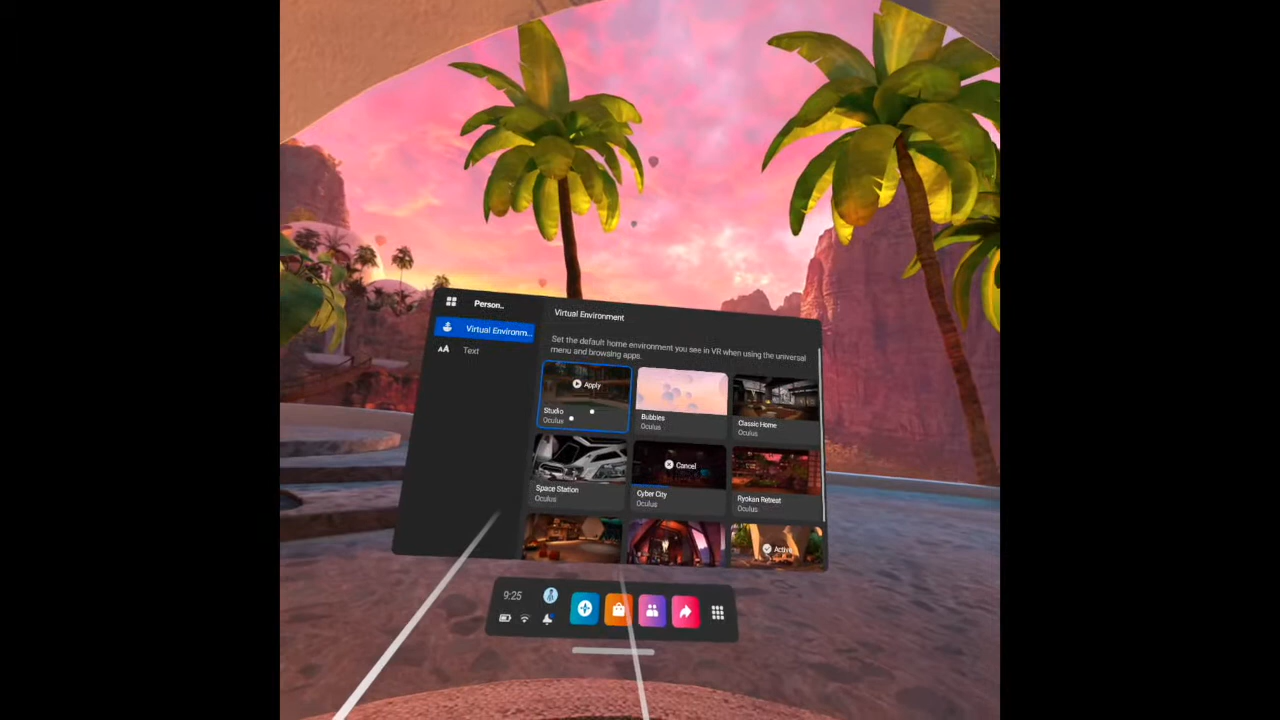 Person..
Virtual Environm...
Text
Virtual Environment
Set the default home environment you see in VR when using the universal
menu and browsing apps.
Apply
Studio
Oculus
Bubbles
Oculus
Classic Home
Oculus
Space Station
Oculus
Cancel
Cyber City
Oculus
Ryokan Retreat
Oculus
Active
9:25